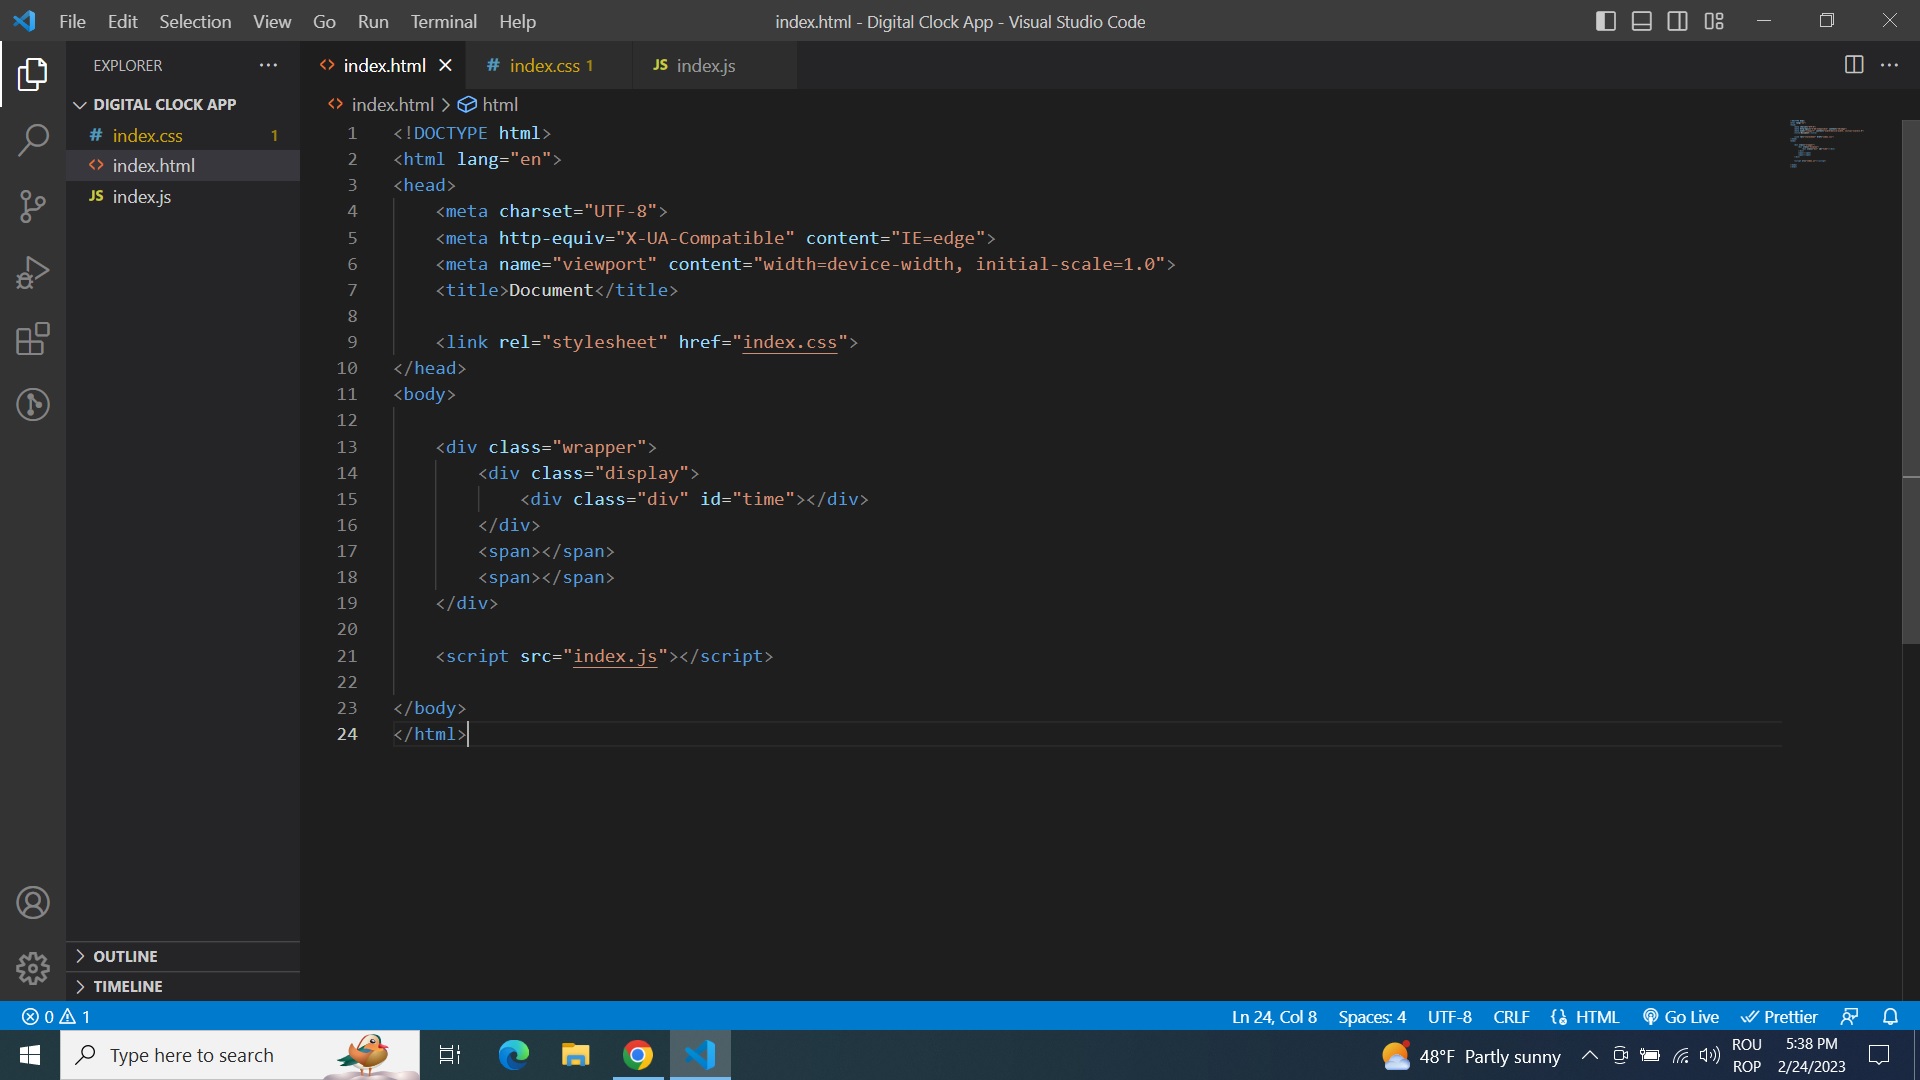 File Edit Selection View Go Run Terminal Help index.html - Digital Clock App - Visual Studio Code
EXPLORER
DIGITAL CLOCK APP
# index.css 1
<> index.html
JS index.js
OUTLINE
TIMELINE
<> index.html # index.css 1 JS index.js
<> index.html > html
1 <!DOCTYPE html>
2 <html lang="en">
3 <head>
4 <meta charset="UTF-8">
5 <meta http-equiv="X-UA-Compatible" content="IE=edge">
6 <meta name="viewport" content="width=device-width, initial-scale=1.0">
7 <title>Document</title>
8
9 <link rel="stylesheet" href="index.css">
10 </head>
11 <body>
12
13 <div class="wrapper">
14 <div class="display">
15 <div class="div" id="time"></div>
16 </div>
17 <span></span>
18 <span></span>
19 </div>
20
21 <script src="index.js"></script>
22
23 </body>
24 </html>
0 1 Ln 24, Col 8 Spaces: 4 UTF-8 CRLF HTML Go Live Prettier
Type here to search 48°F Partly sunny ROU 5:38 PM
ROP 2/24/2023